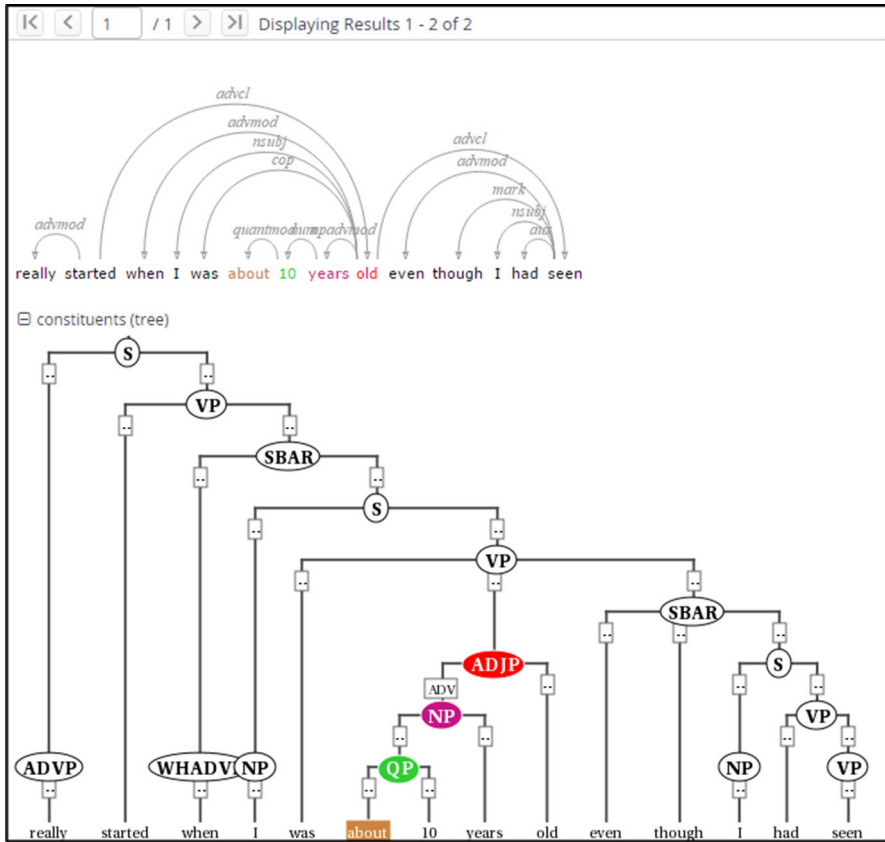 1 / 1 Displaying Results 1 - 2 of 2
advcl
advmod
nsubj
cop
advcl
advmod
mark
nsubj
aux
advmod
quantmod num npadvmod
really started when I was about 10 years old even though I had seen
constituents (tree)
S
-- --
VP
-- --
SBAR
-- --
S
-- --
VP
-- -- --
SBAR
-- -- --
ADJP S
ADV -- -- --
NP VP
-- -- -- --
ADVP WHADV NP QP NP VP
-- -- -- -- -- -- --
really started when I was about 10 years old even though I had seen